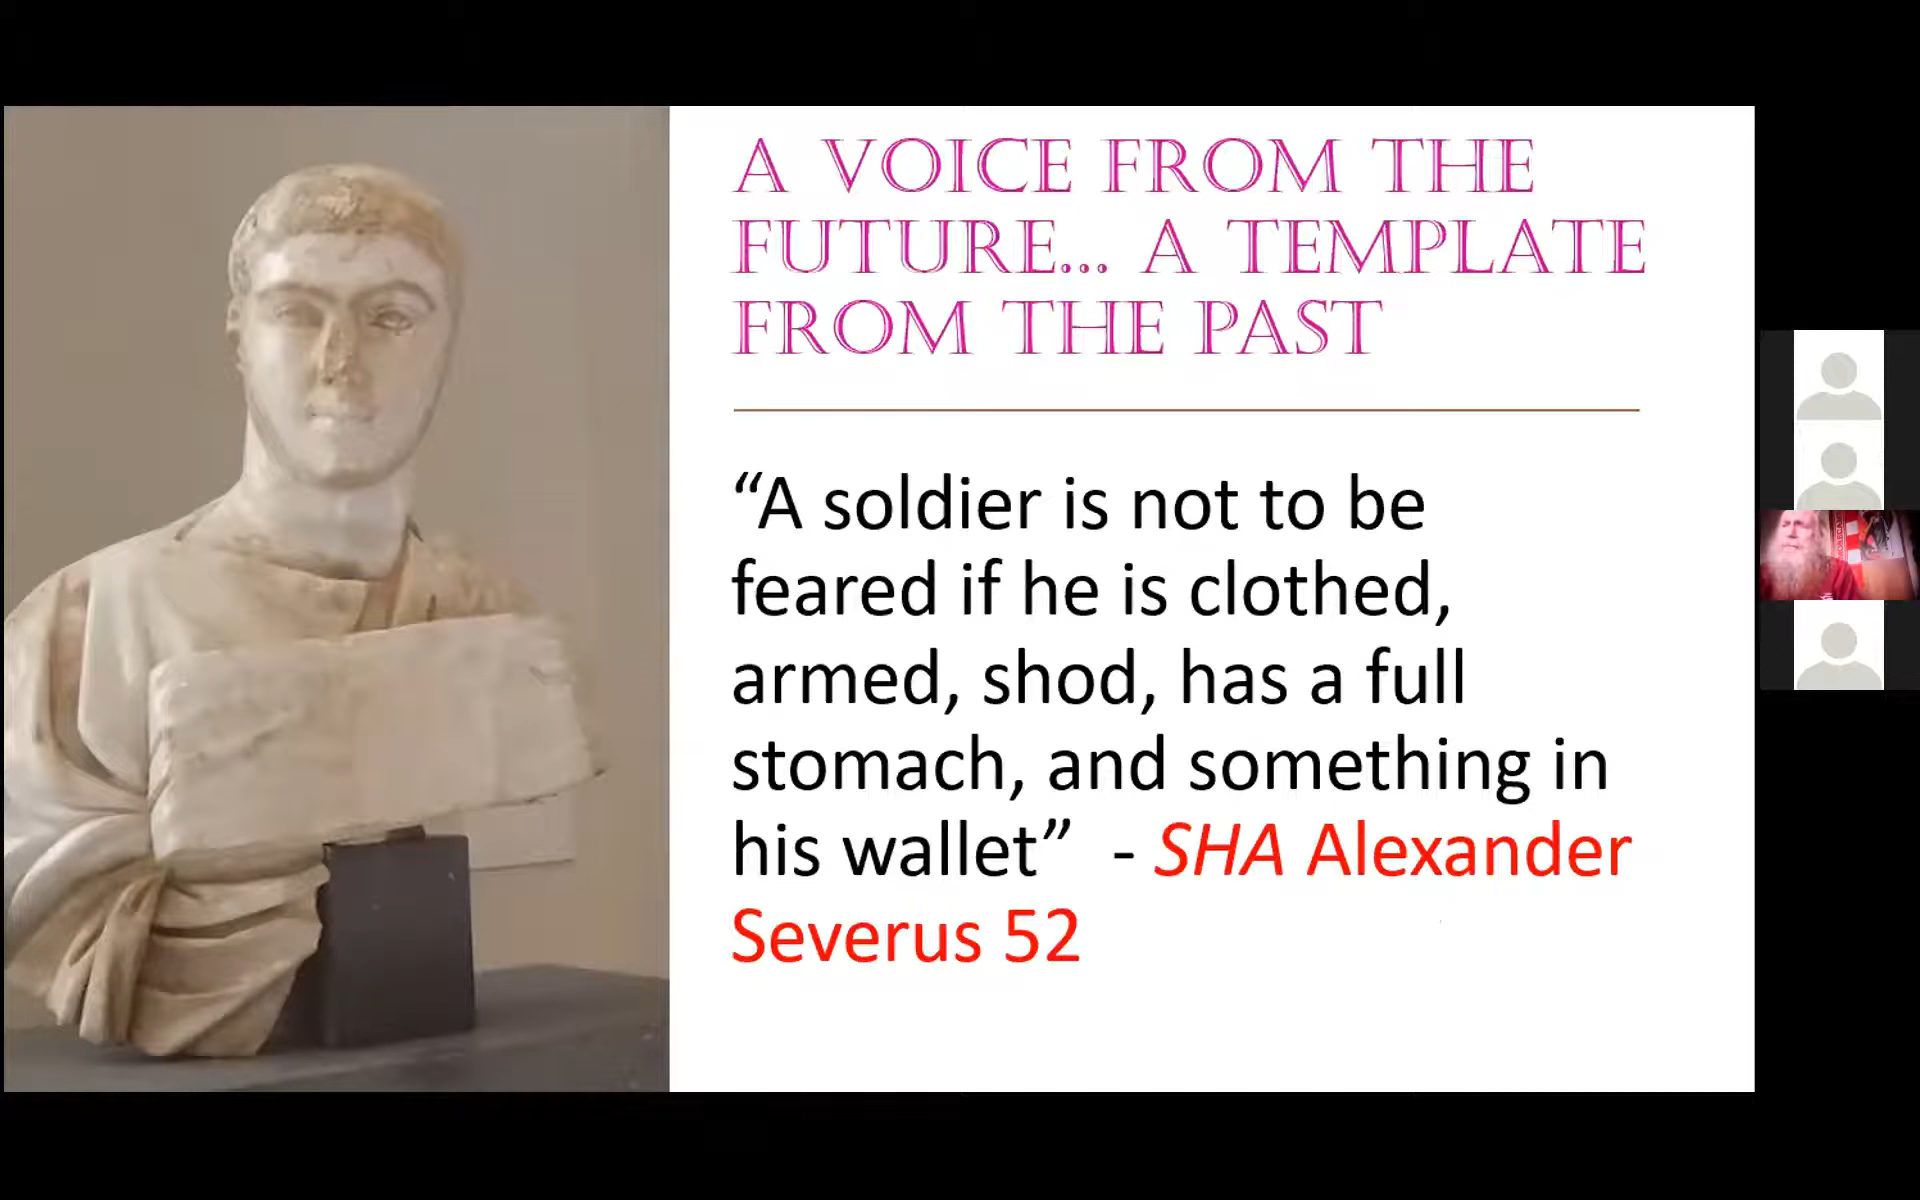 A VOICE FROM THE
FUTURE... A TEMPLATE
FROM THE PAST
“A soldier is not to be
feared if he is clothed,
armed, shod, has a full
stomach, and something in
his wallet” - SHA Alexander
Severus 52